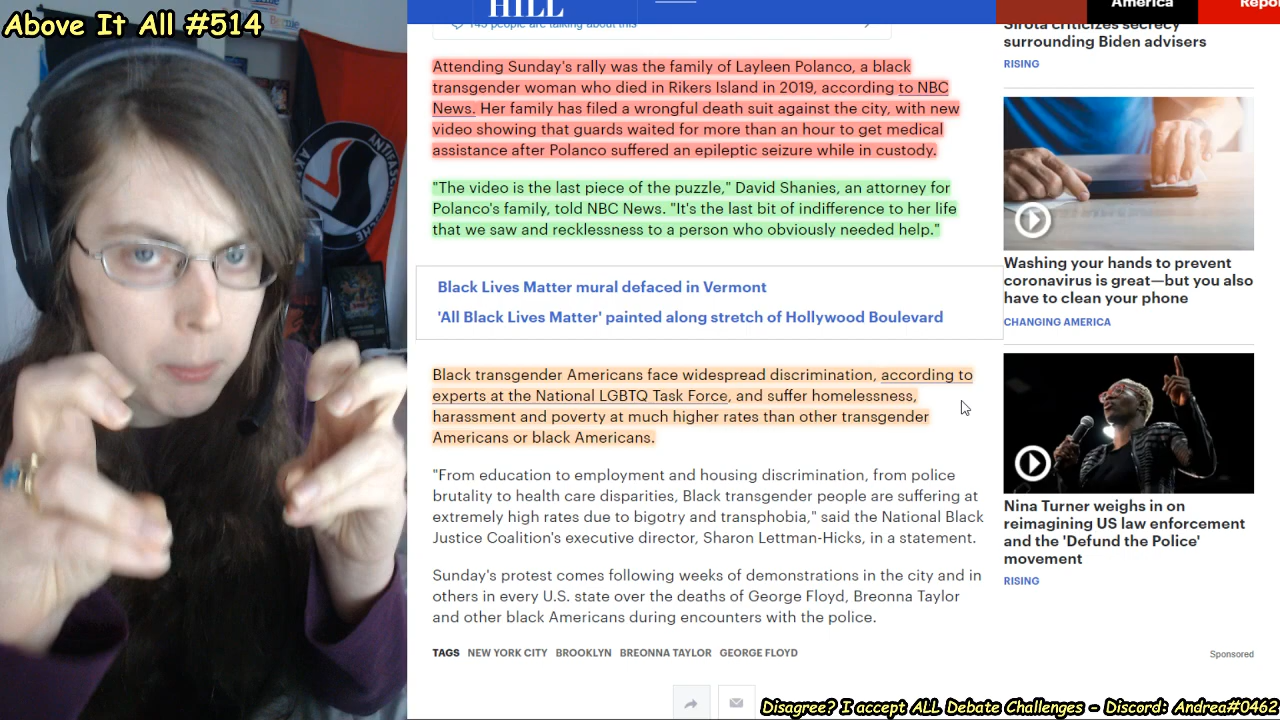 Above It All #514
HILL
America
Repo
143 people are talking about this
Sirota criticizes secrecy
surrounding Biden advisers
RISING
Attending Sunday's rally was the family of Layleen Polanco, a black
transgender woman who died in Rikers Island in 2019, according to NBC
News. Her family has filed a wrongful death suit against the city, with new
video showing that guards waited for more than an hour to get medical
assistance after Polanco suffered an epileptic seizure while in custody.
"The video is the last piece of the puzzle," David Shanies, an attorney for
Polanco's family, told NBC News. "It's the last bit of indifference to her life
that we saw and recklessness to a person who obviously needed help."
Black Lives Matter mural defaced in Vermont
'All Black Lives Matter' painted along stretch of Hollywood Boulevard
Black transgender Americans face widespread discrimination, according to
experts at the National LGBTQ Task Force, and suffer homelessness,
harassment and poverty at much higher rates than other transgender
Americans or black Americans.
"From education to employment and housing discrimination, from police
brutality to health care disparities, Black transgender people are suffering at
extremely high rates due to bigotry and transphobia," said the National Black
Justice Coalition's executive director, Sharon Lettman-Hicks, in a statement.
Sunday's protest comes following weeks of demonstrations in the city and in
others in every U.S. state over the deaths of George Floyd, Breonna Taylor
and other black Americans during encounters with the police.
TAGS NEW YORK CITY BROOKLYN BREONNA TAYLOR GEORGE FLOYD
Washing your hands to prevent
coronavirus is great—but you also
have to clean your phone
CHANGING AMERICA
Nina Turner weighs in on
reimagining US law enforcement
and the 'Defund the Police'
movement
RISING
Sponsored
Disagree? I accept ALL Debate Challenges - Discord: Andrea#0462